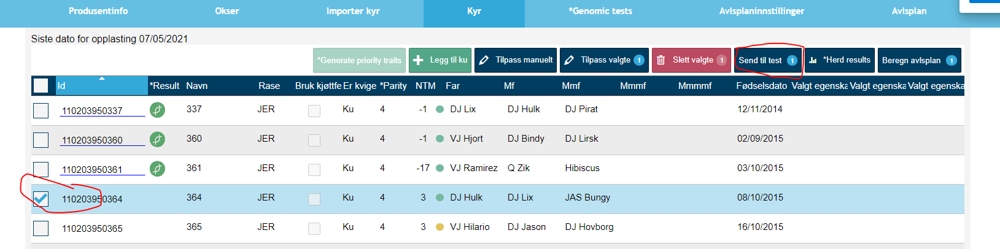 Produsentinfo Okser Importer kyr Kyr *Genomic tests Avlsplaninnstillinger Avlsplan
Siste dato for opplasting 07/05/2021
*Generate priority traits Legg til ku Tilpass manuelt Tilpass valgte 1 Slett valgte 1 Send til test 1 *Herd results Beregn avlsplan 1
Id *Result Navn Rase Bruk kjøttfe Er kvige *Parity NTM Far Mf Mmf Mmmf Mmmmf Fødselsdato Valgt egenska Valgt egenska Valgt egenska
110203950337 337 JER Ku 4 -1 DJ Lix DJ Hulk DJ Pirat 12/11/2014
110203950360 360 JER Ku 4 -1 VJ Hjort DJ Bindy DJ Lirsk 02/09/2015
110203950361 361 JER Ku 4 -17 VJ Ramirez Q Zik Hibiscus 03/10/2015
110203950364 364 JER Ku 4 3 DJ Hulk DJ Lix JAS Bungy 08/10/2015
110203950365 365 JER Ku 4 3 VJ Hilario DJ Jason DJ Hovborg 16/10/2015